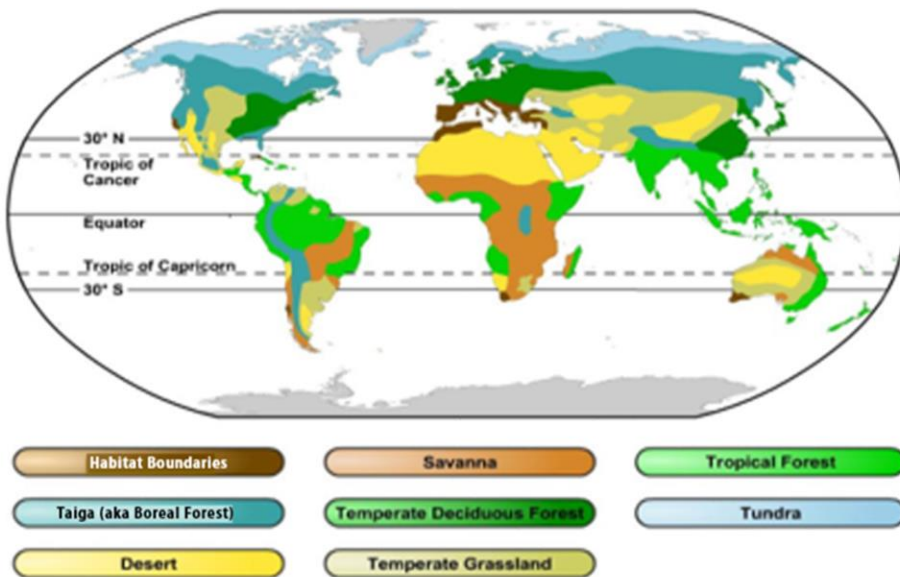 30° N
Tropic of
Cancer
Equator
Tropic of Capricorn
30° S
Habitat Boundaries
Savanna
Tropical Forest
Taiga (aka Boreal Forest)
Temperate Deciduous Forest
Tundra
Desert
Temperate Grassland